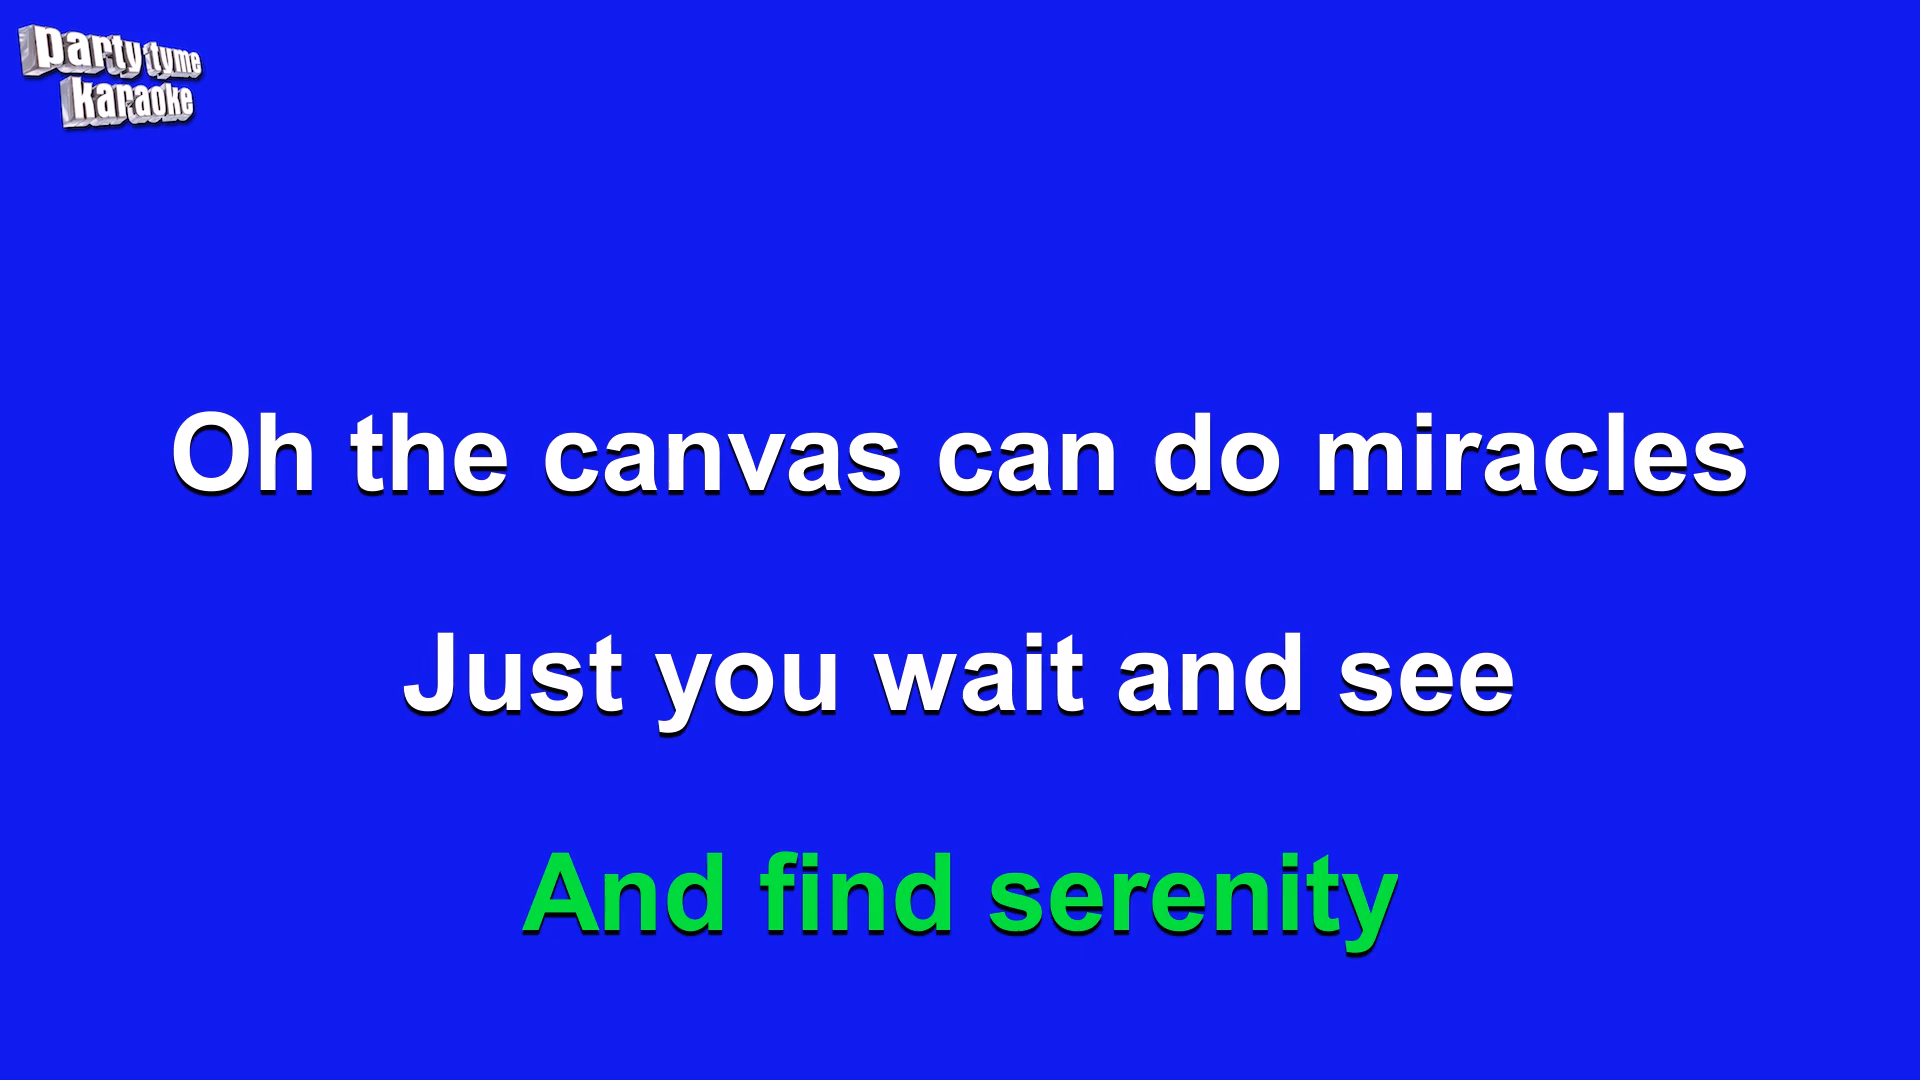 party tyme
karaoke
Oh the canvas can do miracles
Just you wait and see
And find serenity